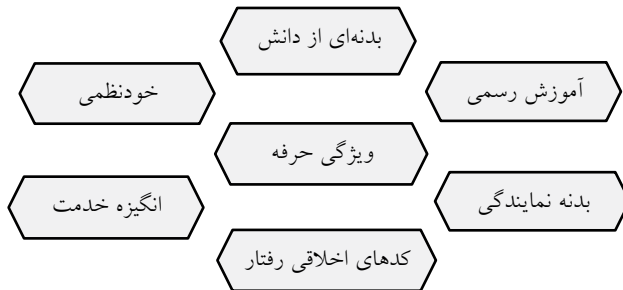 بدنه‌ای از دانش
خودنظمی
آموزش رسمی
ویژگی حرفه
انگیزه خدمت
بدنه نمایندگی
کدهای اخلاقی رفتار